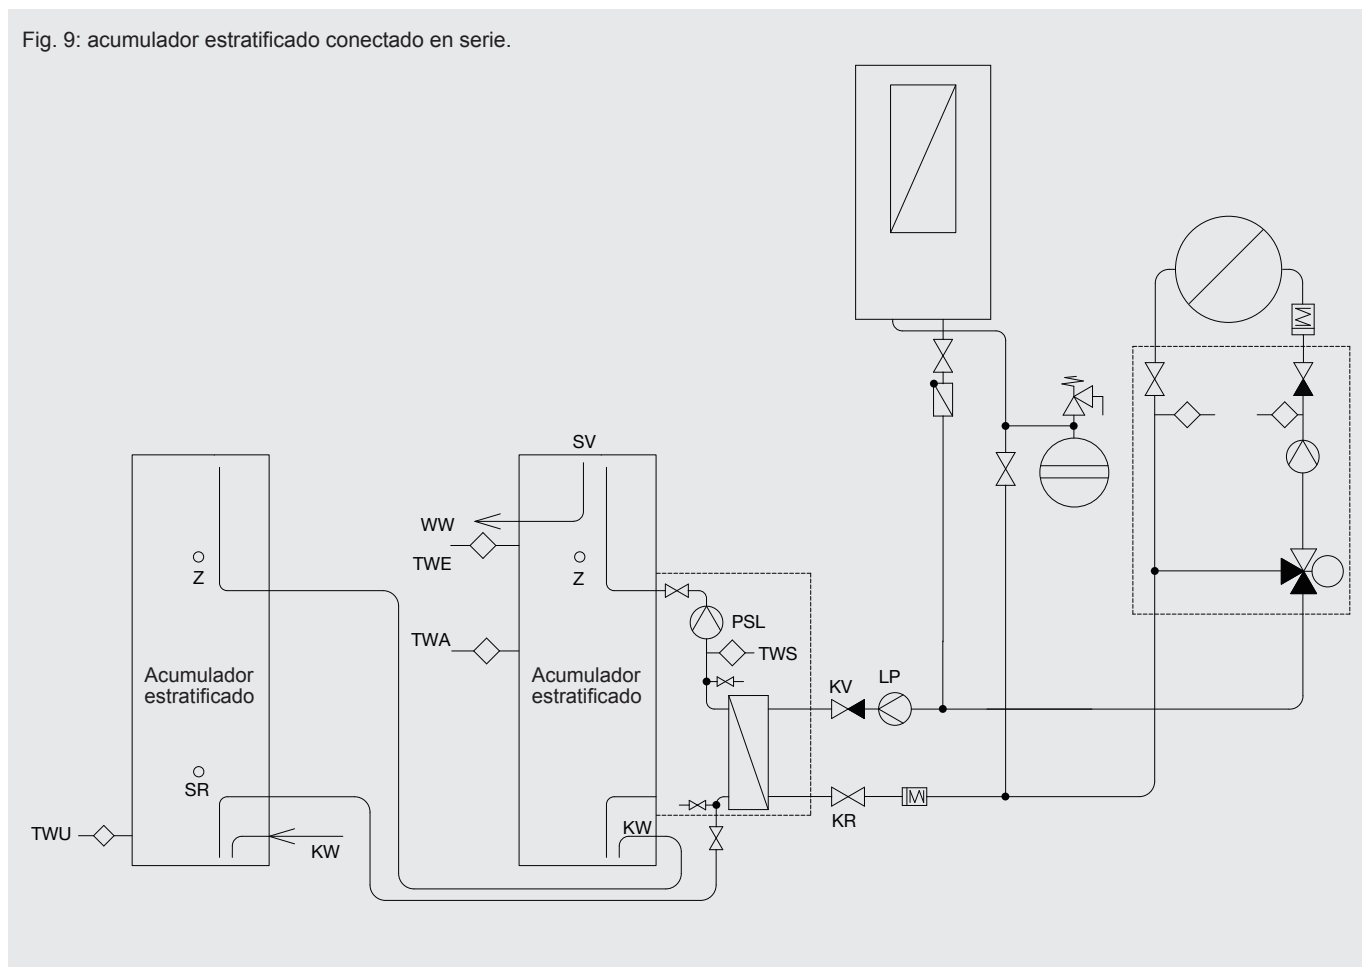 Fig. 9: acumulador estratificado conectado en serie.
SV
WW
TWE
Z
Z
PSL
TWA
TWS
Acumulador
estratificado
Acumulador
estratificado
KV
LP
SR
KR
TWU
KW
KW